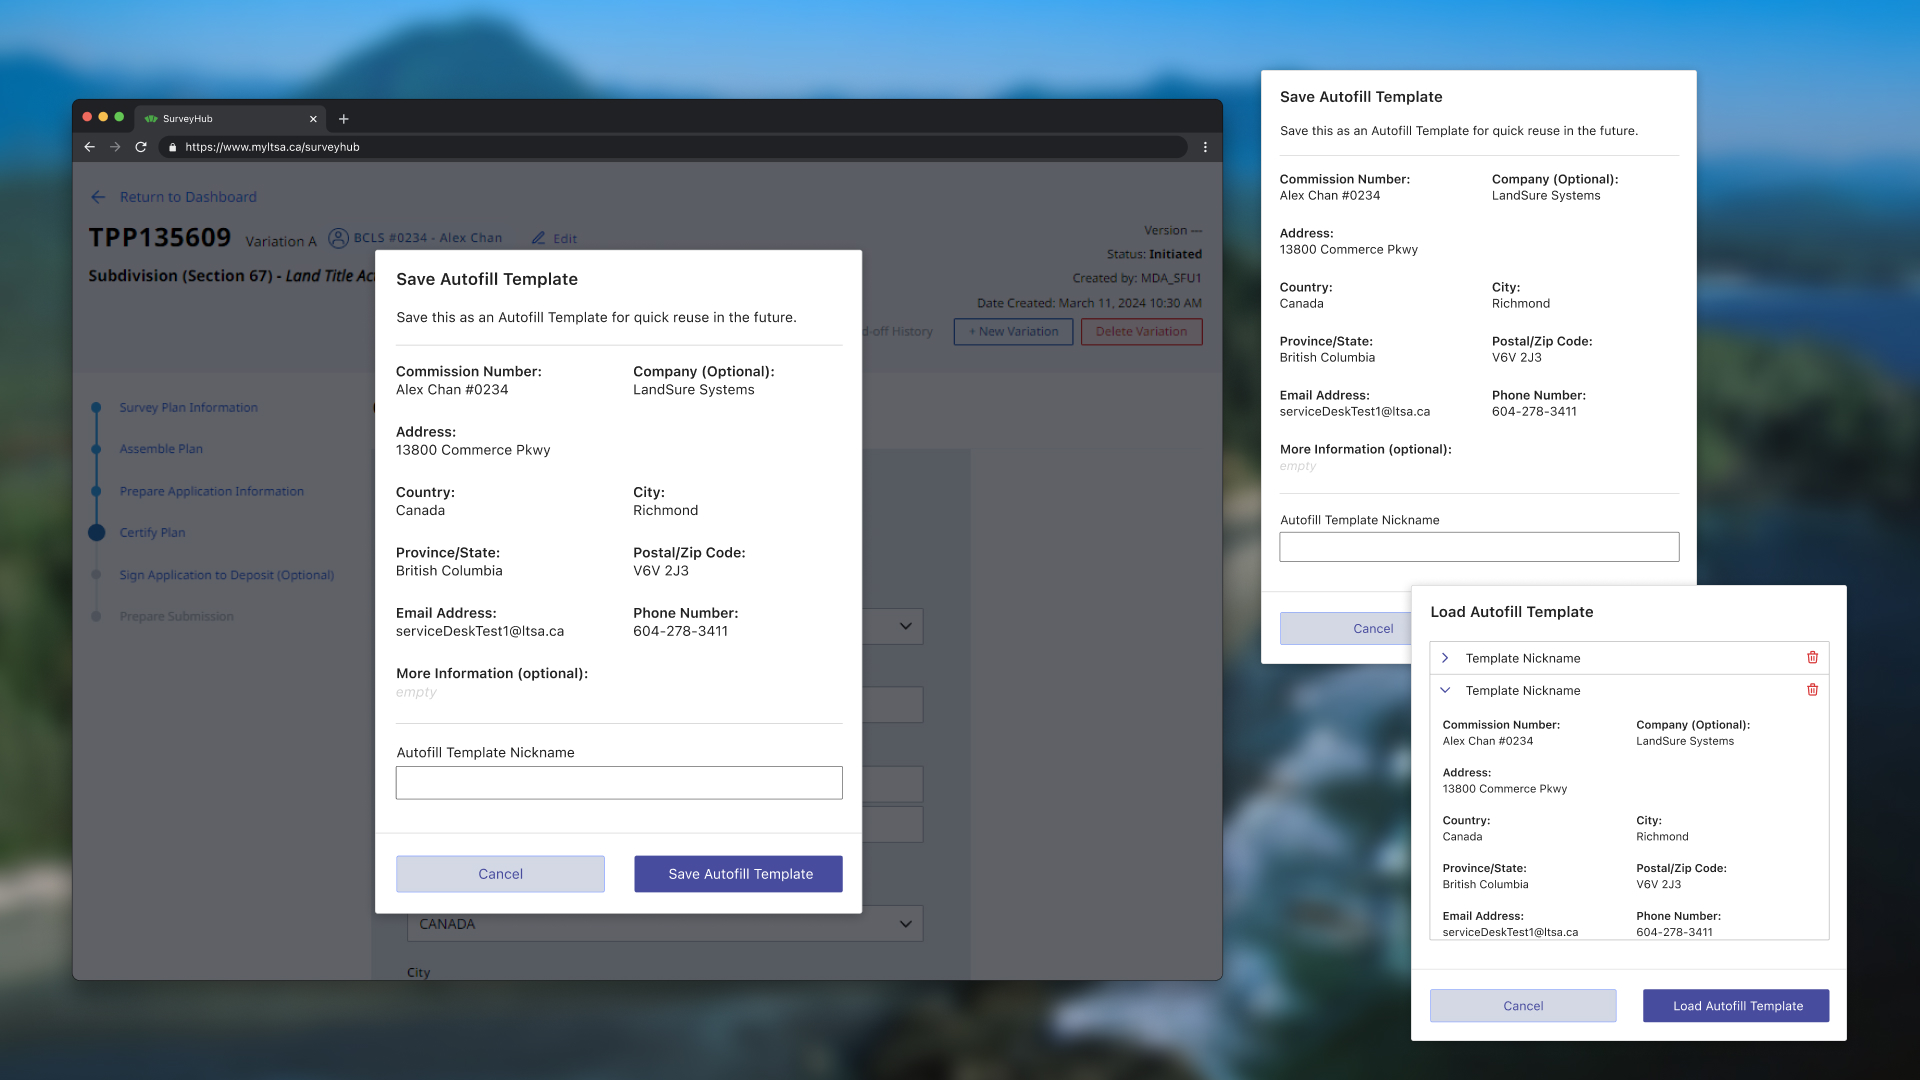 SurveyHub
https://www.myltsa.ca/surveyhub
Return to Dashboard
TPP135609 Variation A BCLS #0234 - Alex Chan Edit
Subdivision (Section 67) - Land Title Ac
Version ---
Status: Initiated
Created by: MDA_SFU1
Date Created: March 11, 2024 10:30 AM
d-off History + New Variation Delete Variation
Survey Plan Information
Assemble Plan
Prepare Application Information
Certify Plan
Sign Application to Deposit (Optional)
Prepare Submission
Save Autofill Template
Save this as an Autofill Template for quick reuse in the future.
Commission Number: Company (Optional):
Alex Chan #0234 LandSure Systems
Address:
13800 Commerce Pkwy
Country: City:
Canada Richmond
Province/State: Postal/Zip Code:
British Columbia V6V 2J3
Email Address: Phone Number:
serviceDeskTest1@ltsa.ca 604-278-3411
More Information (optional):
empty
Autofill Template Nickname
Cancel Save Autofill Template
CANADA
City
Save Autofill Template
Save this as an Autofill Template for quick reuse in the future.
Commission Number: Company (Optional):
Alex Chan #0234 LandSure Systems
Address:
13800 Commerce Pkwy
Country: City:
Canada Richmond
Province/State: Postal/Zip Code:
British Columbia V6V 2J3
Email Address: Phone Number:
serviceDeskTest1@ltsa.ca 604-278-3411
More Information (optional):
empty
Autofill Template Nickname
Cancel
Load Autofill Template
Template Nickname
Template Nickname
Commission Number: Company (Optional):
Alex Chan #0234 LandSure Systems
Address:
13800 Commerce Pkwy
Country: City:
Canada Richmond
Province/State: Postal/Zip Code:
British Columbia V6V 2J3
Email Address: Phone Number:
serviceDeskTest1@ltsa.ca 604-278-3411
Cancel Load Autofill Template